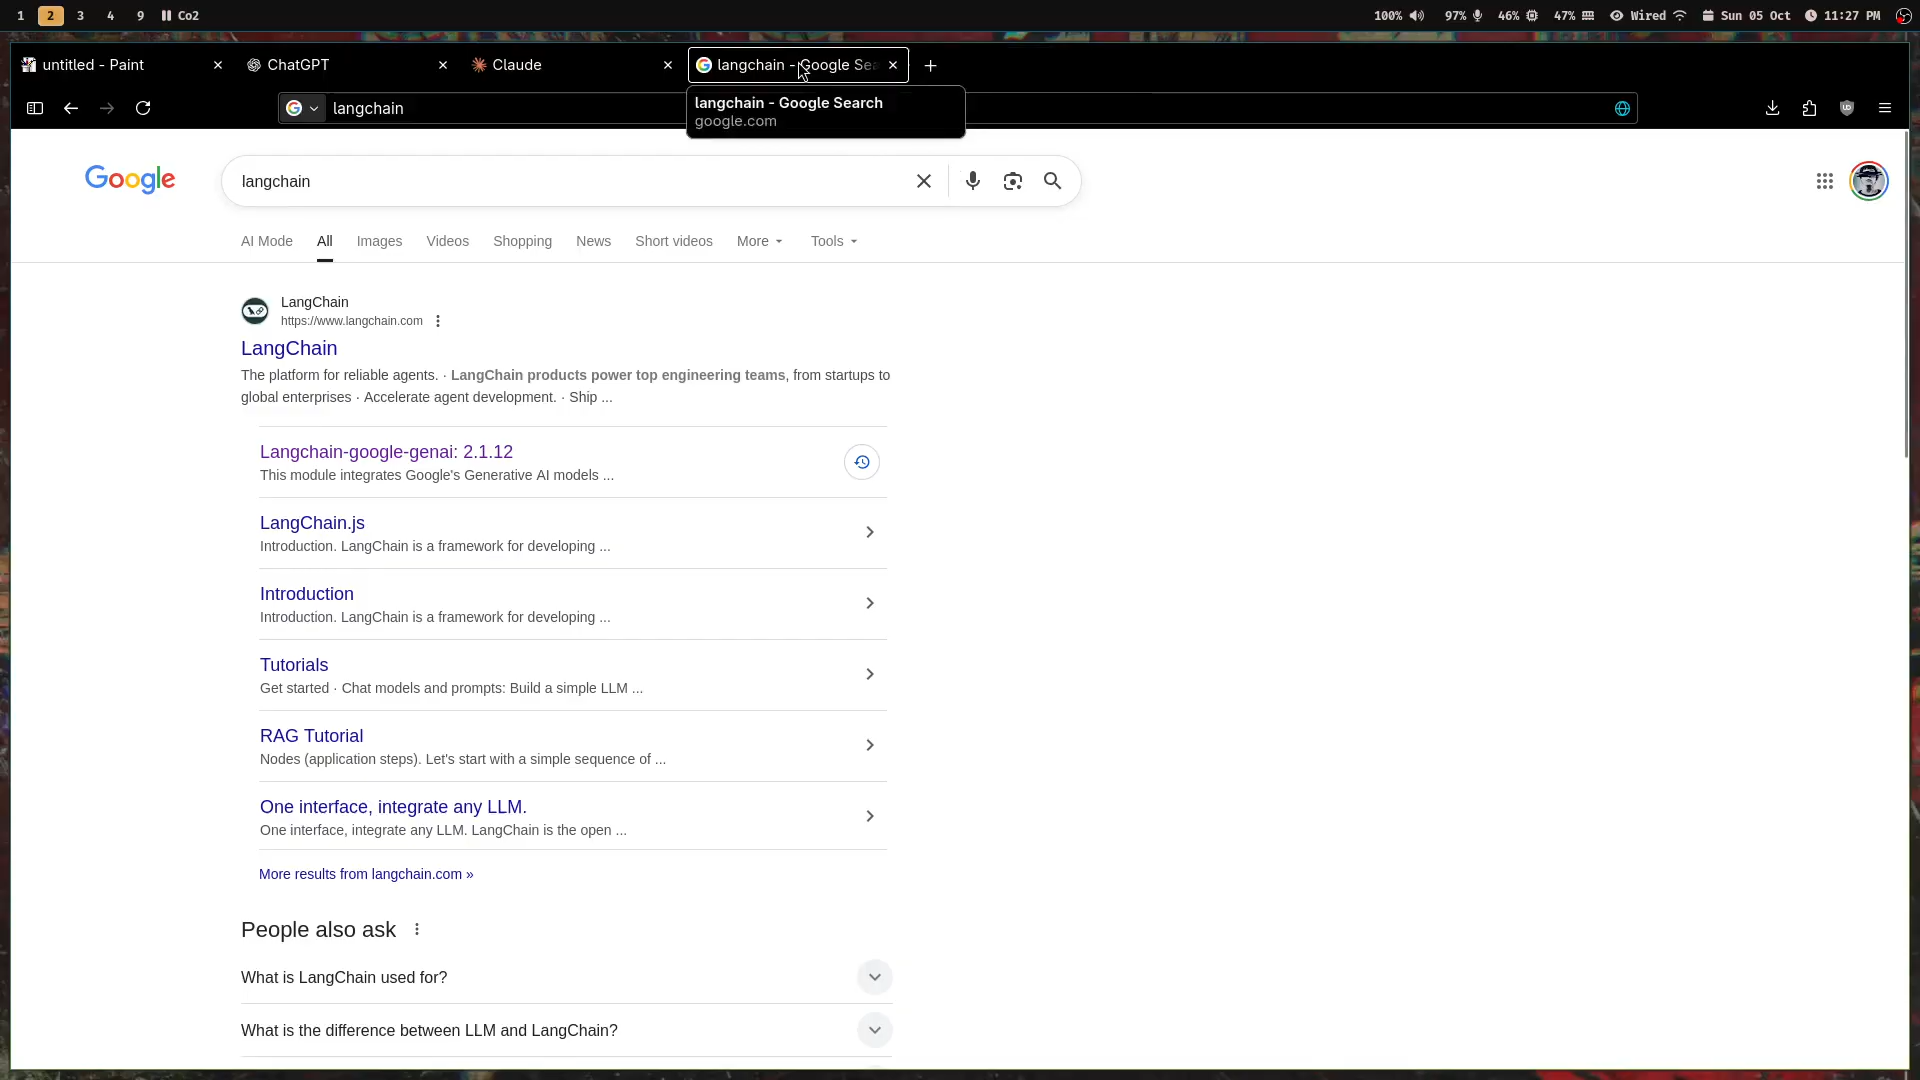 1 2 3 4 9 Co2 100% 97% 46% 47% Wired Sun 05 Oct 11:27 PM
untitled - Paint ChatGPT Claude langchain - Google Sea
langchain
langchain - Google Search
google.com
Google langchain
AI Mode All Images Videos Shopping News Short videos More Tools
LangChain
https://www.langchain.com
LangChain
The platform for reliable agents. · LangChain products power top engineering teams, from startups to
global enterprises · Accelerate agent development. · Ship ...
Langchain-google-genai: 2.1.12
This module integrates Google's Generative AI models ...
LangChain.js
Introduction. LangChain is a framework for developing ...
Introduction
Introduction. LangChain is a framework for developing ...
Tutorials
Get started · Chat models and prompts: Build a simple LLM ...
RAG Tutorial
Nodes (application steps). Let's start with a simple sequence of ...
One interface, integrate any LLM.
One interface, integrate any LLM. LangChain is the open ...
More results from langchain.com »
People also ask
What is LangChain used for?
What is the difference between LLM and LangChain?